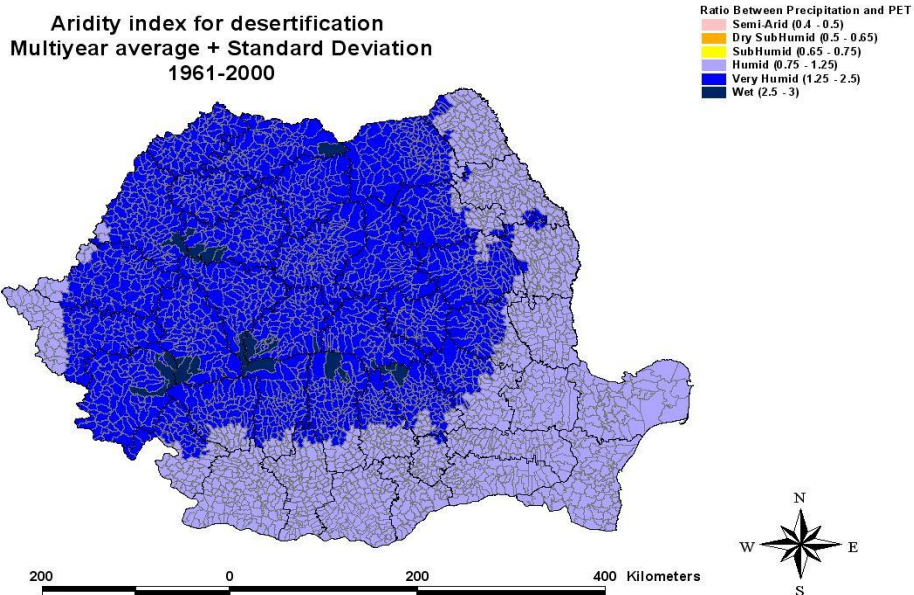 Aridity index for desertification
Multiyear average + Standard Deviation
1961-2000
Ratio Between Precipitation and PET
Semi-Arid (0.4 - 0.5)
Dry SubHumid (0.5 - 0.65)
SubHumid (0.65 - 0.75)
Humid (0.75 - 1.25)
Very Humid (1.25 - 2.5)
Wet (2.5 - 3)
N
W E
S
200 0 200 400 Kilometers